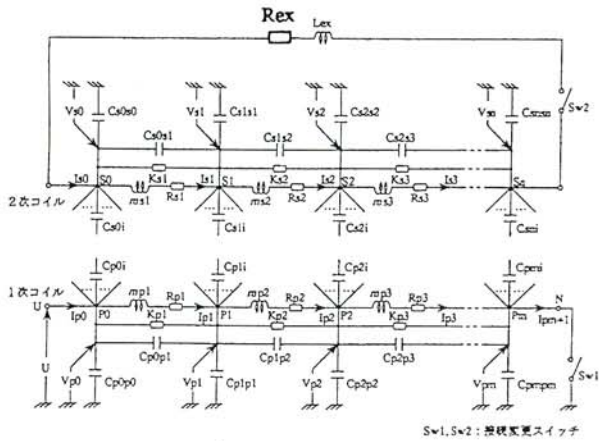 Rex
Lex
Sw2
Vs0 Cs0s0 Vs1 Cs1s1 Vs2 Cs2s2 Vsn
Cs0s1 Cs1s2 Cs2s3
Is0 S0 Ks1 Is1 S1 Ks2 Is2 S2 Ks3 Is3 Sn
ms1 Rs1 ms2 Rs2 ms3 Rs3
2次コイル
Cs0i Cs1i Cs2i
Cp0i Cp1i Cp2i Cpmi
1次コイル
U mp1 Rp1 mp2 Rp2 mp3 Rp3 N
Ip0 P0 Kp1 Ip1 P1 Kp2 Ip2 P2 Kp3 Ip3 Pm Ipm+1
Cp0p1 Cp1p2 Cp2p3
U
Sw1
Vp0 Cp0p0 Vp1 Cp1p1 Vp2 Cp2p2 Vpm Cpmpm
Sw1,Sw2:接続変更スイッチ